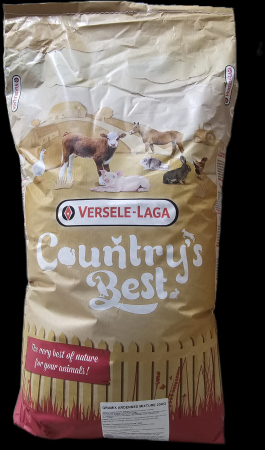 VERSELE-LAGA
Country's
Best
The very best of nature
for your animals!